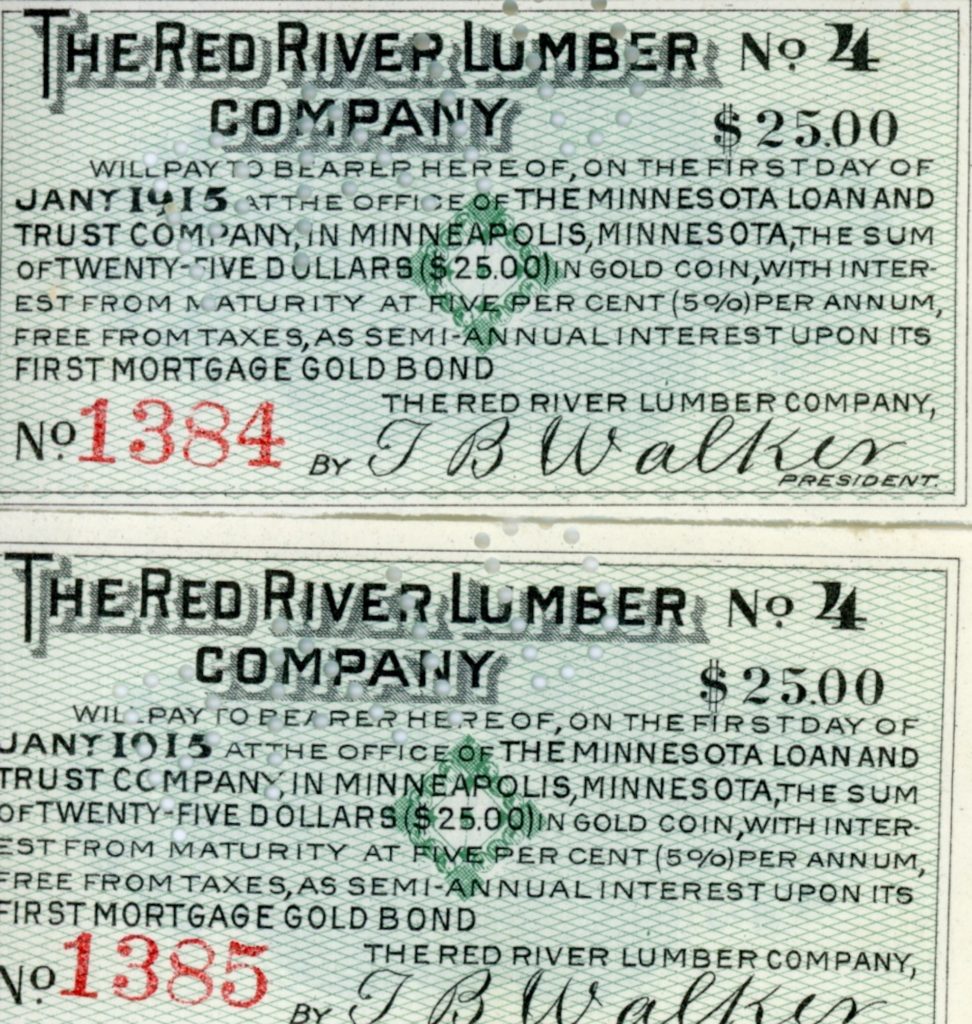 THE RED RIVER LUMBER No. 4
COMPANY $25.00
WILL PAY TO BEARER HEREOF, ON THE FIRST DAY OF
JANY 1915 AT THE OFFICE OF THE MINNESOTA LOAN AND
TRUST COMPANY, IN MINNEAPOLIS, MINNESOTA, THE SUM
OF TWENTY-FIVE DOLLARS ($25.00) IN GOLD COIN, WITH INTER-
EST FROM MATURITY AT FIVE PER CENT (5%) PER ANNUM,
FREE FROM TAXES, AS SEMI-ANNUAL INTEREST UPON ITS
FIRST MORTGAGE GOLD BOND
THE RED RIVER LUMBER COMPANY,
No. 1384 BY T B Walker
PRESIDENT.
THE RED RIVER LUMBER No. 4
COMPANY $25.00
WILL PAY TO BEARER HEREOF, ON THE FIRST DAY OF
JANY 1915 AT THE OFFICE OF THE MINNESOTA LOAN AND
TRUST COMPANY, IN MINNEAPOLIS, MINNESOTA, THE SUM
OF TWENTY-FIVE DOLLARS ($25.00) IN GOLD COIN, WITH INTER-
EST FROM MATURITY AT FIVE PER CENT (5%) PER ANNUM,
FREE FROM TAXES, AS SEMI-ANNUAL INTEREST UPON ITS
FIRST MORTGAGE GOLD BOND
THE RED RIVER LUMBER COMPANY,
No. 1385 BY T B Walker